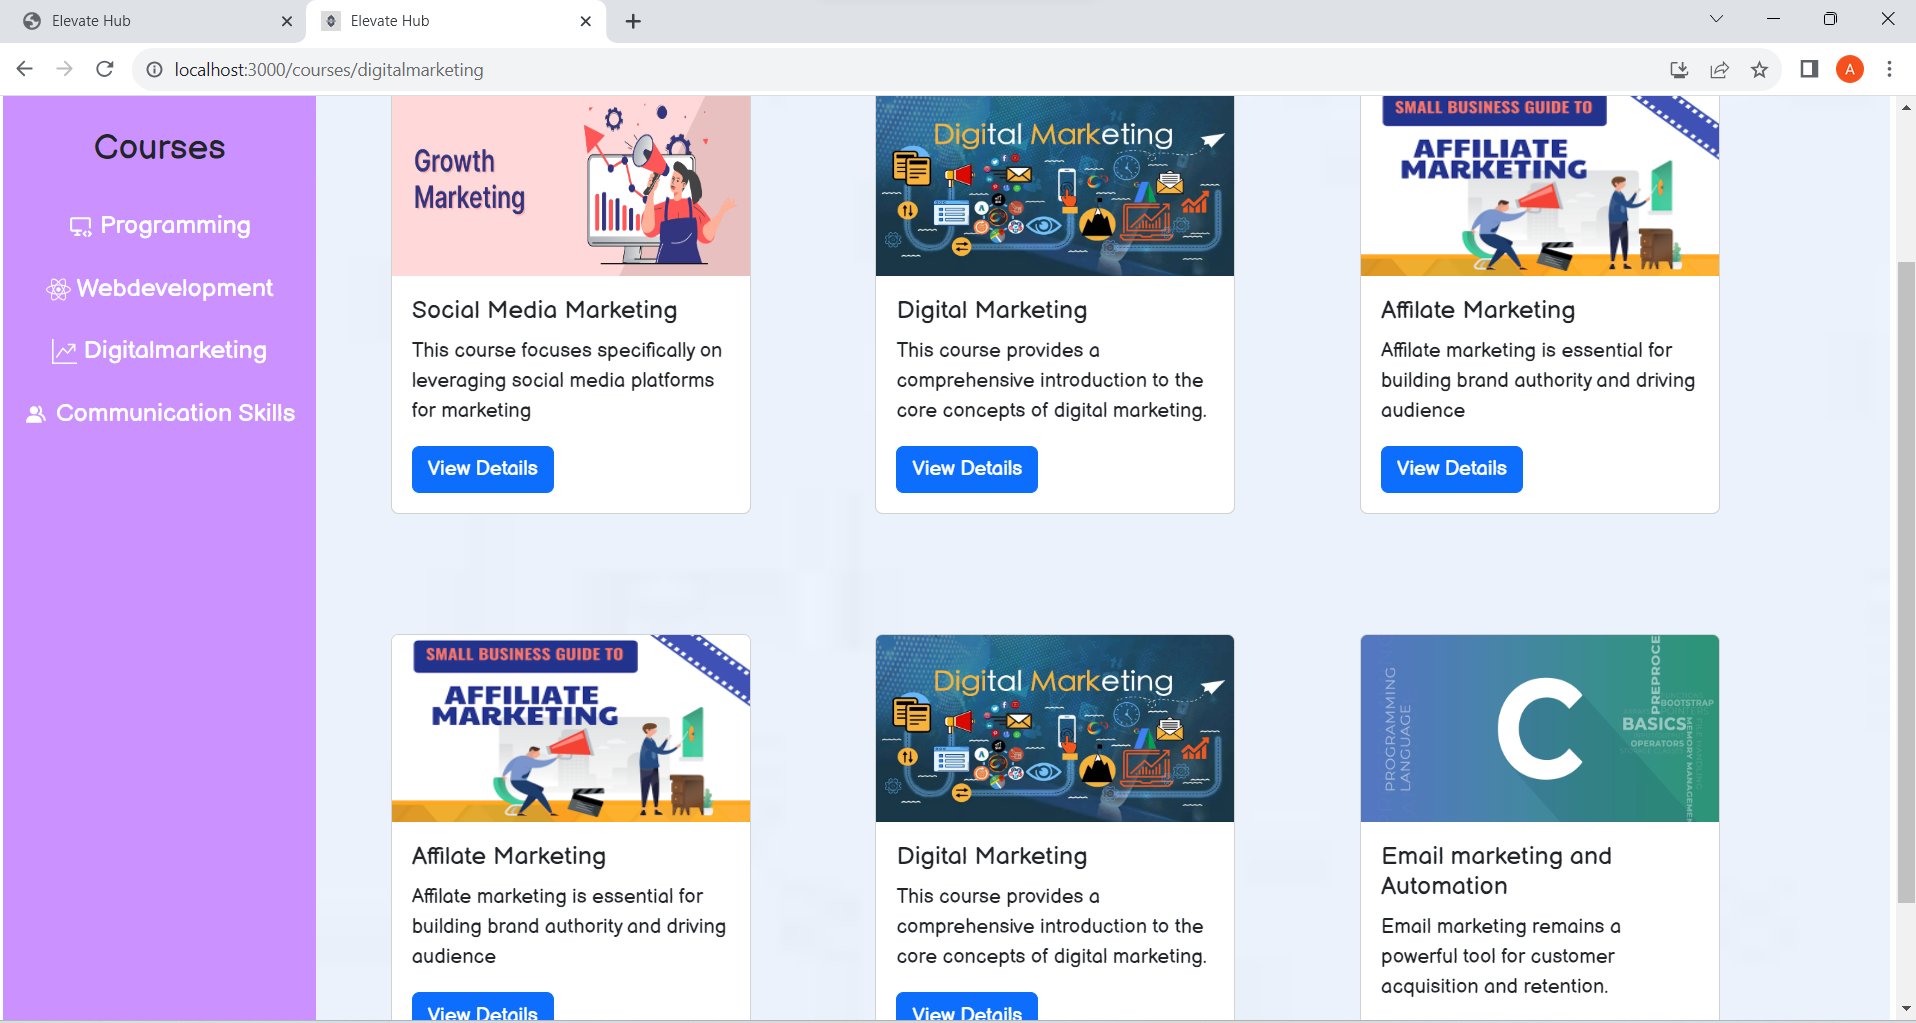 Elevate Hub
Elevate Hub
localhost:3000/courses/digitalmarketing
A
Courses
Programming
Webdevelopment
Digitalmarketing
Communication Skills
Growth
Marketing
Digital Marketing
SMALL BUSINESS GUIDE TO
AFFILIATE
MARKETING
Social Media Marketing
This course focuses specifically on
leveraging social media platforms
for marketing
View Details
Digital Marketing
This course provides a
comprehensive introduction to the
core concepts of digital marketing.
View Details
Affilate Marketing
Affilate marketing is essential for
building brand authority and driving
audience
View Details
SMALL BUSINESS GUIDE TO
AFFILIATE
MARKETING
Digital Marketing
PROGRAMMING
LANGUAGE
C
PREPROCE
BOOTSTRAP
BASICS
OPERATORS
MEMORY MANAGEMEN
Affilate Marketing
Affilate marketing is essential for
building brand authority and driving
audience
View Details
Digital Marketing
This course provides a
comprehensive introduction to the
core concepts of digital marketing.
View Details
Email marketing and
Automation
Email marketing remains a
powerful tool for customer
acquisition and retention.